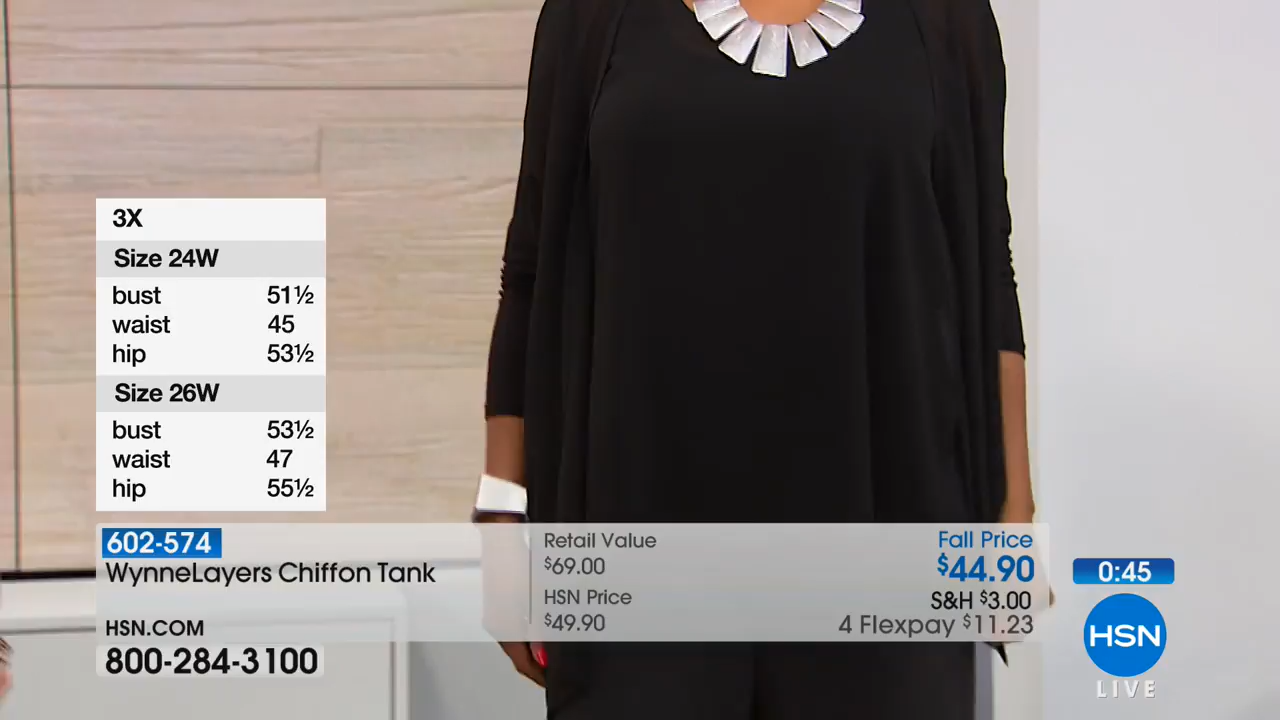 3X
Size 24W
bust 51½
waist 45
hip 53½
Size 26W
bust 53½
waist 47
hip 55½
602-574
WynneLayers Chiffon Tank
HSN.COM
800-284-3100
Retail Value
$69.00
HSN Price
$49.90
Fall Price
$44.90
S&H $3.00
4 Flexpay $11.23
0:45
HSN
LIVE